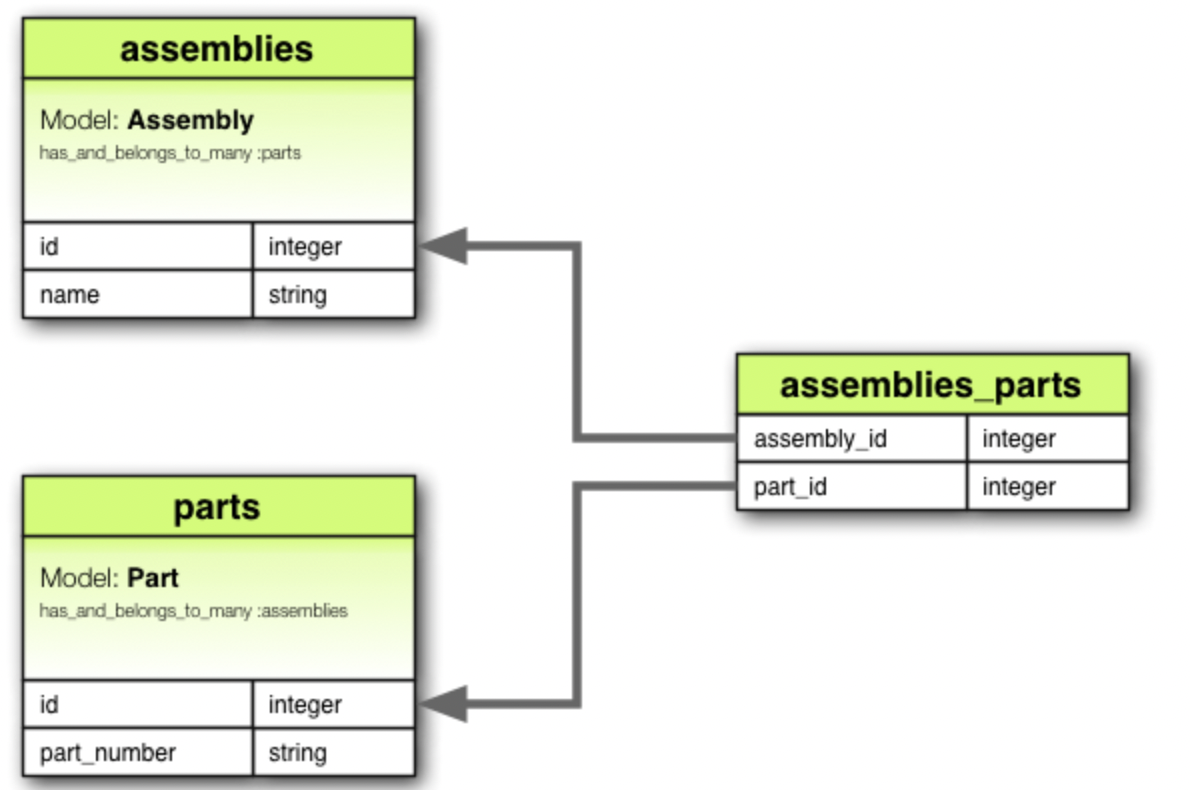 assemblies
Model: Assembly
has_and_belongs_to_many :parts
id integer
name string
assemblies_parts
assembly_id integer
part_id integer
parts
Model: Part
has_and_belongs_to_many :assemblies
id integer
part_number string